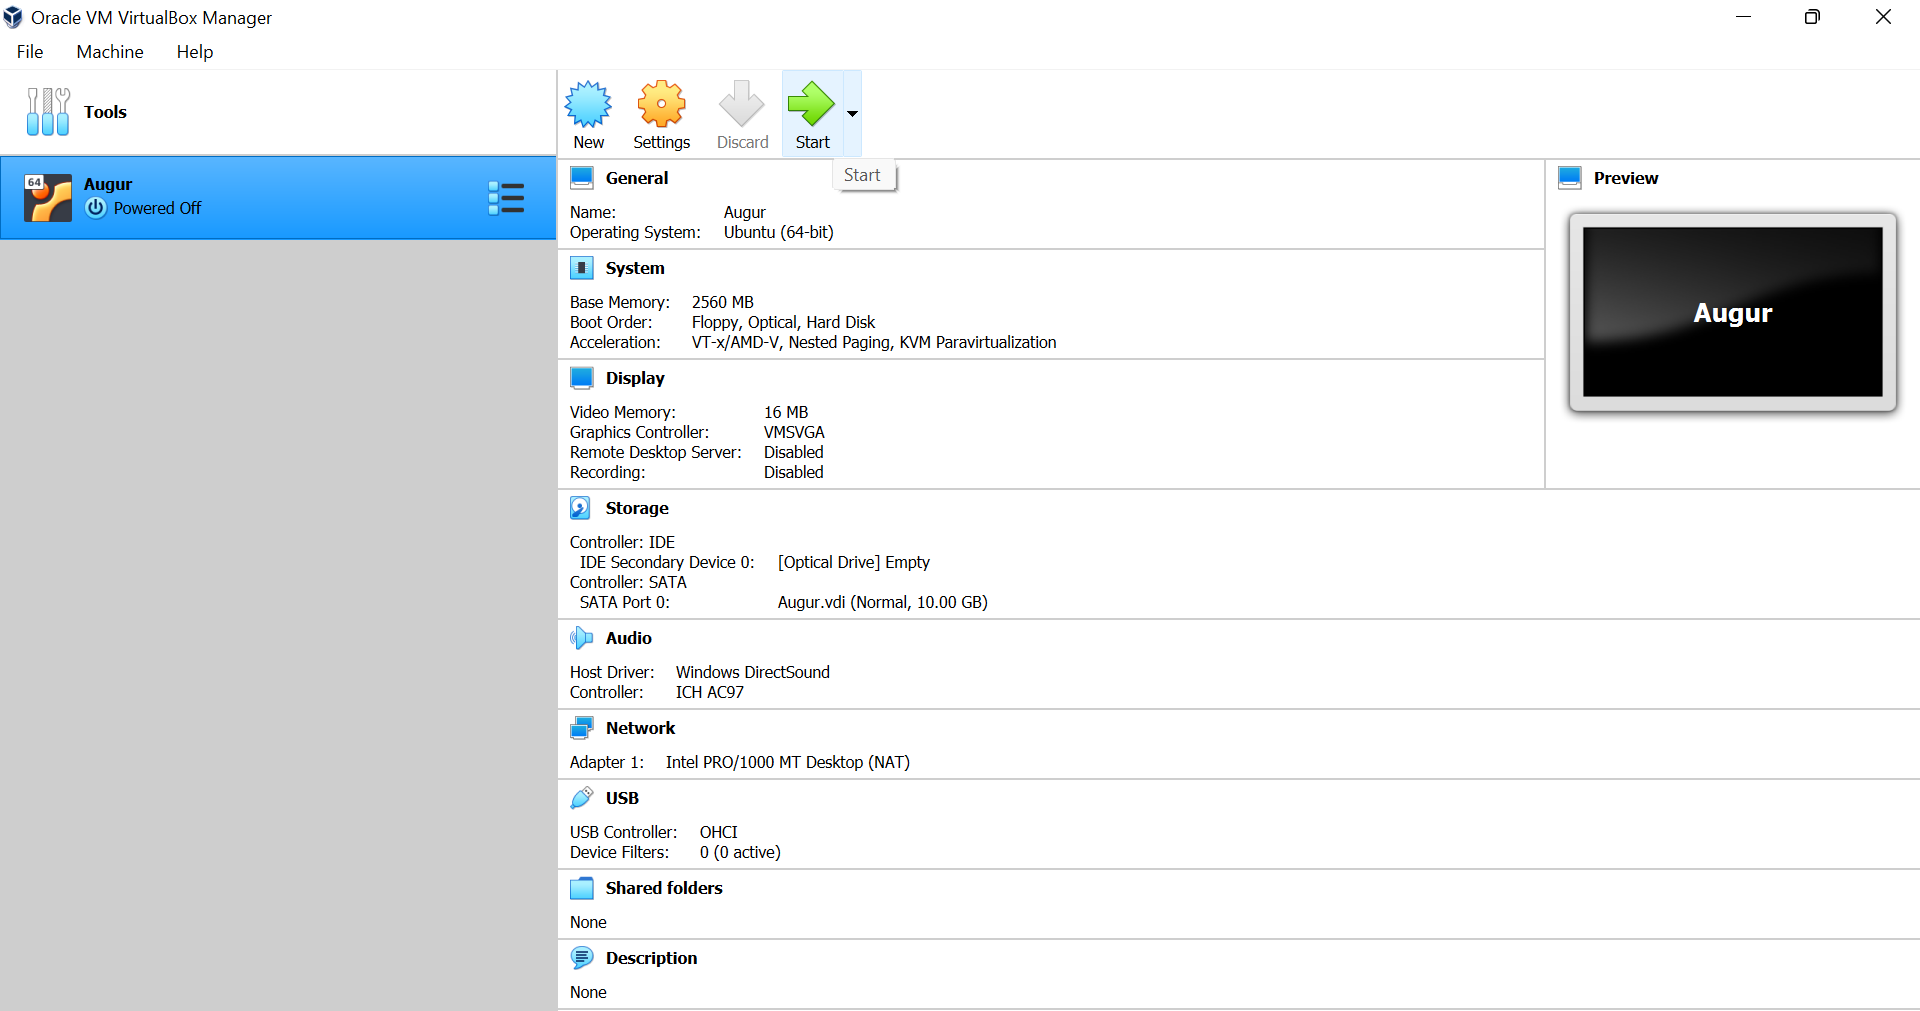 Oracle VM VirtualBox Manager
File Machine Help
Tools
64
Augur
Powered Off
New Settings Discard Start
Start
General
Name: Augur
Operating System: Ubuntu (64-bit)
Preview
Augur
System
Base Memory: 2560 MB
Boot Order: Floppy, Optical, Hard Disk
Acceleration: VT-x/AMD-V, Nested Paging, KVM Paravirtualization
Display
Video Memory: 16 MB
Graphics Controller: VMSVGA
Remote Desktop Server: Disabled
Recording: Disabled
Storage
Controller: IDE
IDE Secondary Device 0: [Optical Drive] Empty
Controller: SATA
SATA Port 0: Augur.vdi (Normal, 10.00 GB)
Audio
Host Driver: Windows DirectSound
Controller: ICH AC97
Network
Adapter 1: Intel PRO/1000 MT Desktop (NAT)
USB
USB Controller: OHCI
Device Filters: 0 (0 active)
Shared folders
None
Description
None